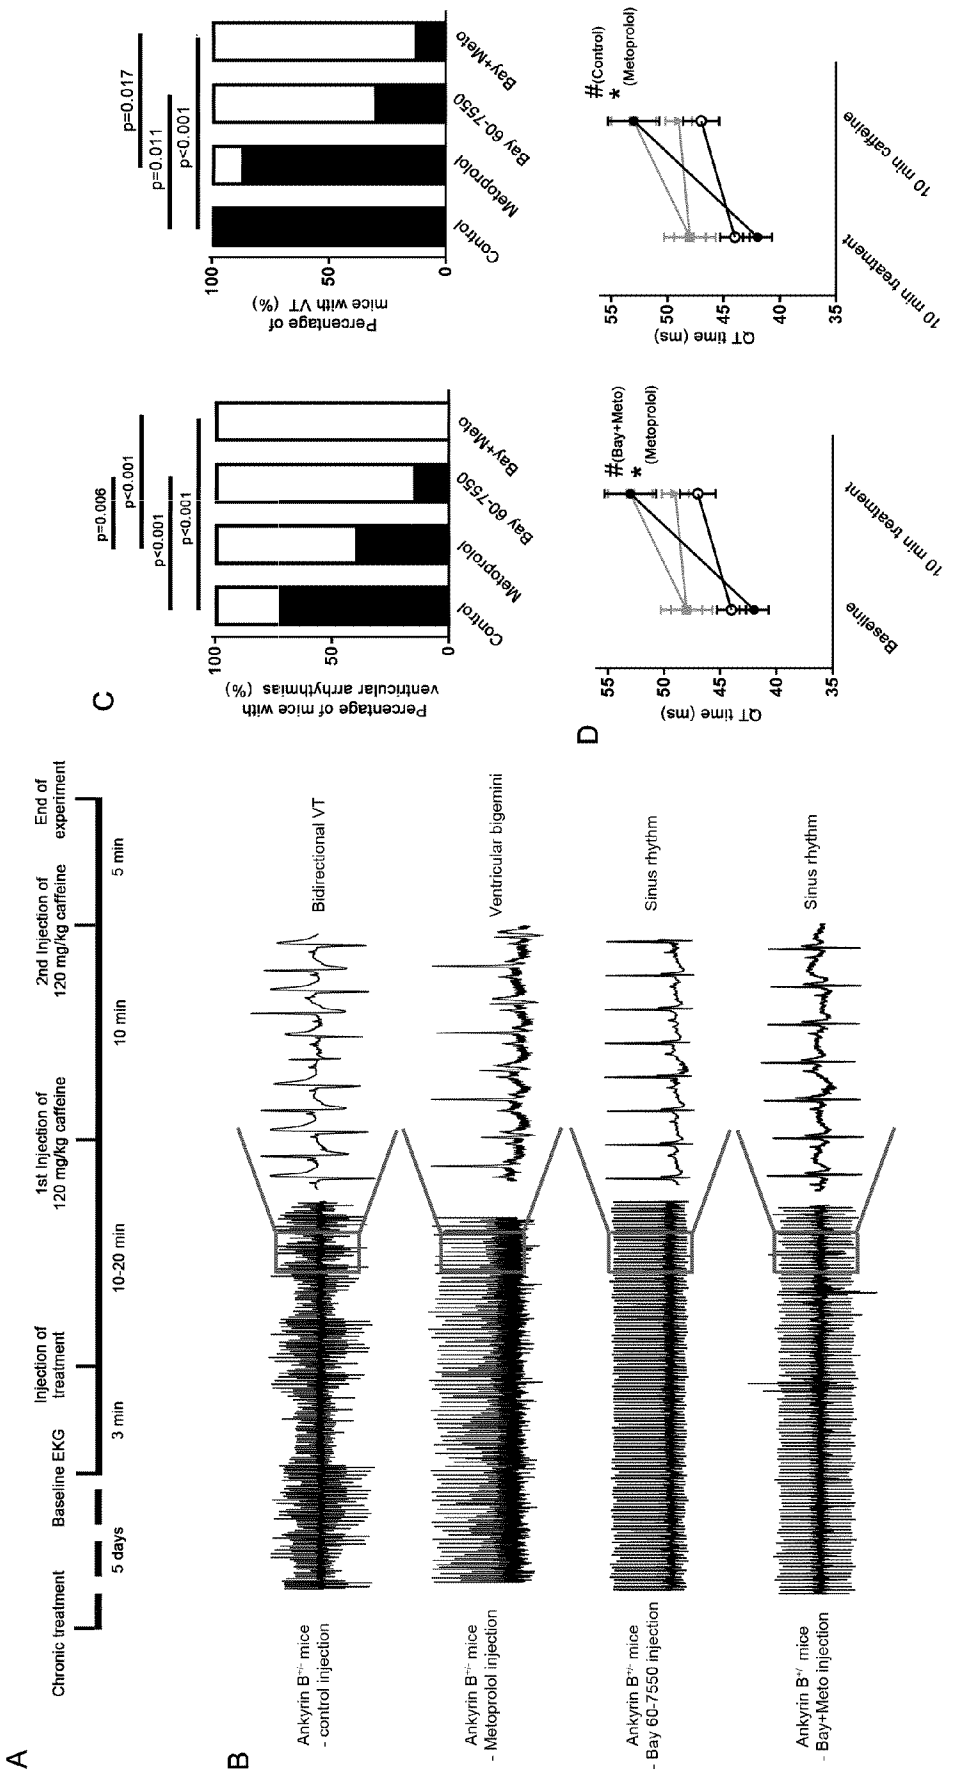 A
Chronic treatment
Baseline EKG
Injection of
treatment
1st Injection of
120 mg/kg caffeine
2nd Injection of
120 mg/kg caffeine
End of
experiment
5 days
3 min
10-20 min
10 min
5 min
B
Ankyrin B+/- mice
- control injection
Bidirectional VT
Ankyrin B+/- mice
- Metoprolol injection
Ventricular bigemini
Ankyrin B+/- mice
- Bay 60-7550 injection
Sinus rhythm
Ankyrin B+/- mice
- Bay+Meto injection
Sinus rhythm
C
p=0.006
p<0.001
p<0.001
p<0.001
Percentage of mice with
ventricular arrhythmias (%)
100
50
0
Control
Metoprolol
Bay 60-7550
Bay+Meto
p=0.017
p=0.011
p<0.001
Percentage of
mice with VT (%)
100
50
0
Control
Metoprolol
Bay 60-7550
Bay+Meto
D
QT time (ms)
55
50
45
40
35
#(Bay+Meto)
* (Metoprolol)
Baseline
10 min treatment
QT time (ms)
55
50
45
40
35
#(Control)
* (Metoprolol)
10 min treatment
10 min caffeine